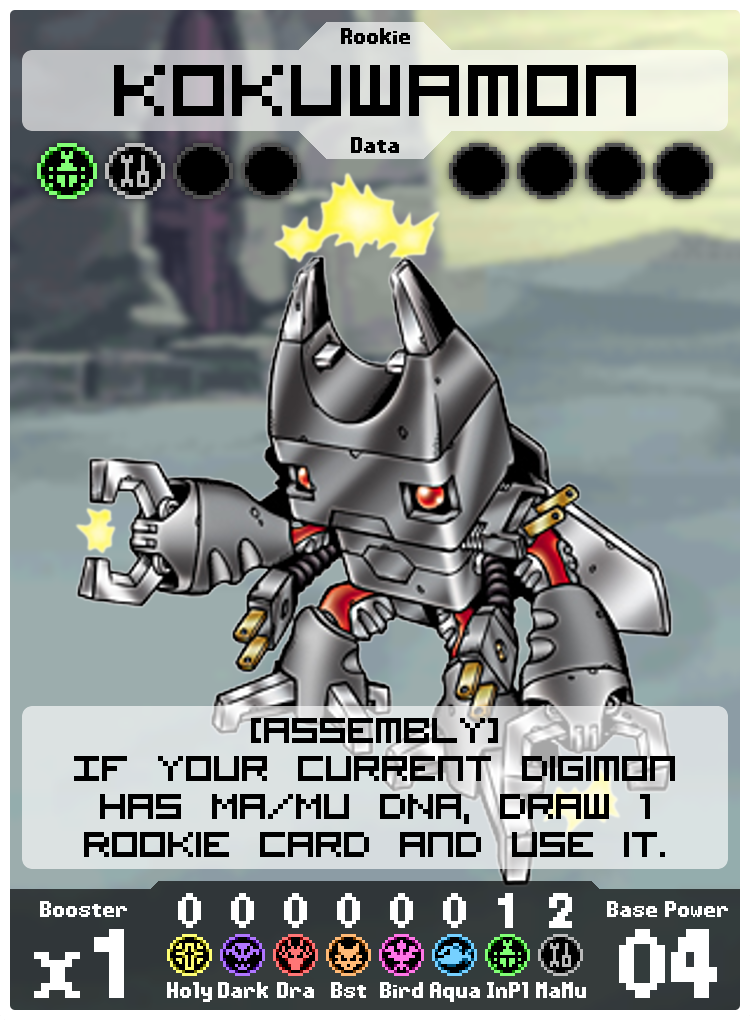 Rookie
KOKUWAMON
Data
[ASSEMBLY]
IF YOUR CURRENT DIGIMON
HAS MA/MU DNA, DRAW 1
ROOKIE CARD AND USE IT.
Booster 0 0 0 0 0 0 1 2 Base Power
x1 04
Holy Dark Dra Bst Bird Aqua InPl MaMu